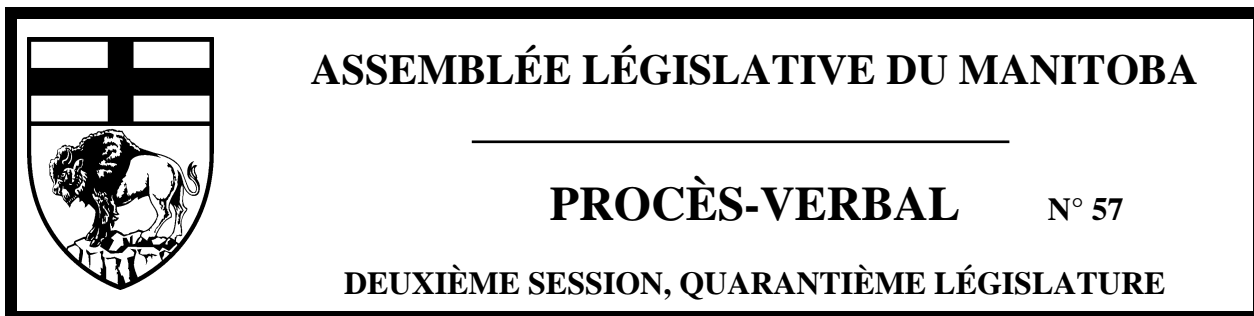 ASSEMBLÉE LÉGISLATIVE DU MANITOBA
PROCÈS-VERBAL N° 57
DEUXIÈME SESSION, QUARANTIÈME LÉGISLATURE